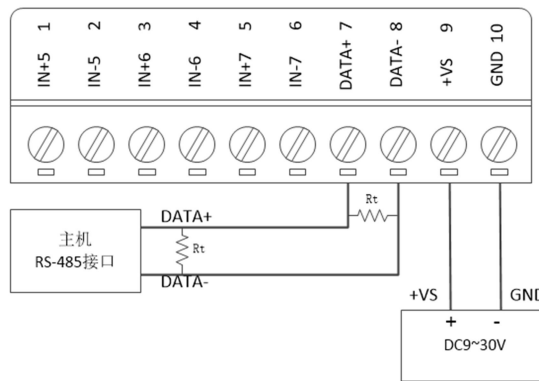 IN+5 1
IN-5 2
IN+6 3
IN-6 4
IN+7 5
IN-7 6
DATA+ 7
DATA- 8
+VS 9
GND 10
Rt
DATA+
主机
RS-485接口
Rt
DATA-
+VS
GND
+ -
DC9~30V